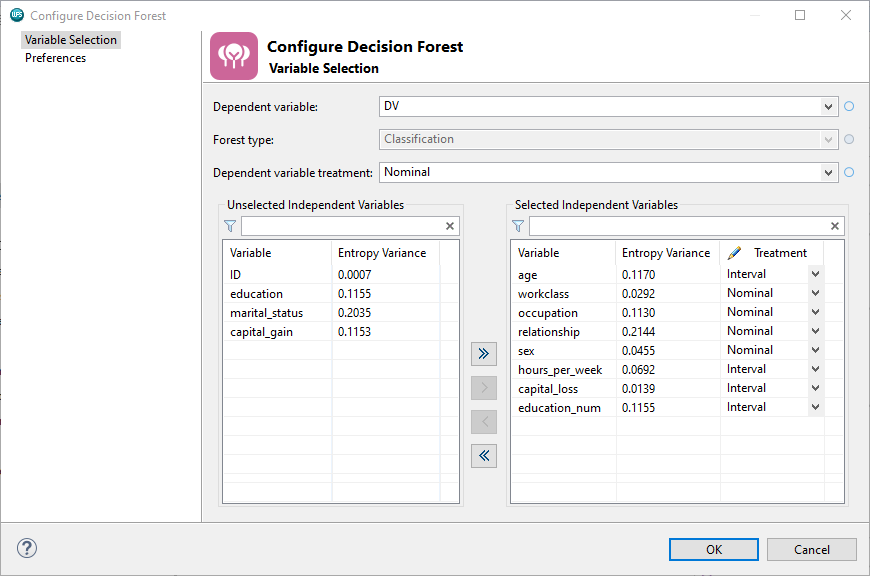 WPS Configure Decision Forest
Variable Selection
Preferences
Configure Decision Forest
Variable Selection
Dependent variable: DV
Forest type: Classification
Dependent variable treatment: Nominal
Unselected Independent Variables
Variable Entropy Variance
ID 0.0007
education 0.1155
marital_status 0.2035
capital_gain 0.1153
Selected Independent Variables
Variable Entropy Variance Treatment
age 0.1170 Interval
workclass 0.0292 Nominal
occupation 0.1130 Nominal
relationship 0.2144 Nominal
sex 0.0455 Nominal
hours_per_week 0.0692 Interval
capital_loss 0.0139 Interval
education_num 0.1155 Interval
OK Cancel